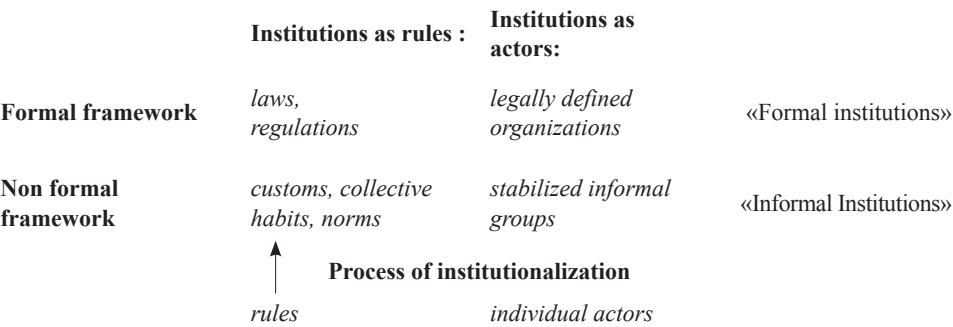 Institutions as rules :
Institutions as
actors:
Formal framework
laws,
regulations
legally defined
organizations
«Formal institutions»
Non formal
framework
customs, collective
habits, norms
stabilized informal
groups
«Informal Institutions»
Process of institutionalization
rules
individual actors